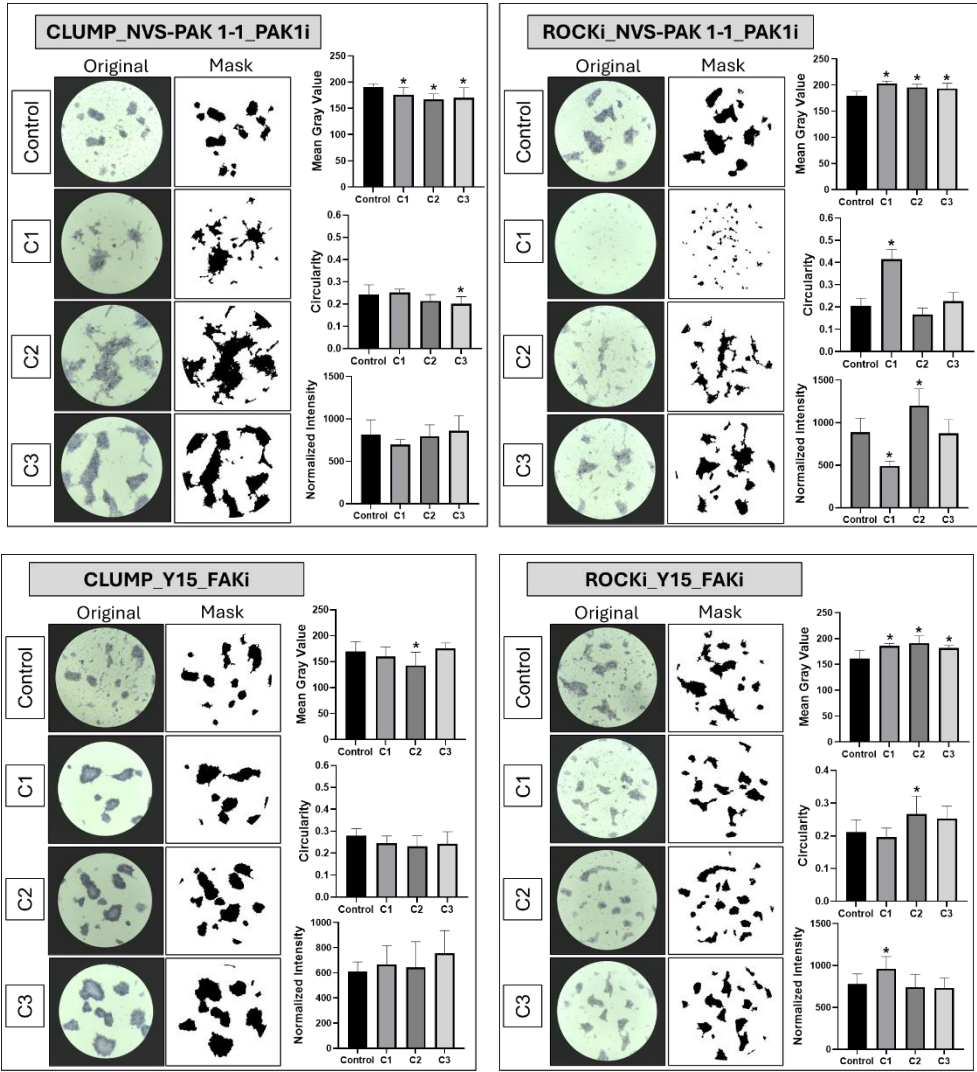 CLUMP_NVS-PAK 1-1_PAK1i
Original Mask
Control
C1
C2
C3
Mean Gray Value
250
200
150
100
50
0
Control C1 C2 C3
* * *
Circularity
0.6
0.5
0.4
0.3
0.2
0.1
0.0
Control C1 C2 C3
*
Normalized Intensity
1500
1000
500
0
Control C1 C2 C3
ROCKi_NVS-PAK 1-1_PAK1i
Original Mask
Control
C1
C2
C3
Mean Gray Value
250
200
150
100
50
0
Control C1 C2 C3
* * *
Circularity
0.6
0.5
0.4
0.3
0.2
0.1
0.0
Control C1 C2 C3
*
Normalized Intensity
1500
1000
500
0
Control C1 C2 C3
* *
CLUMP_Y15_FAKi
Original Mask
Control
C1
C2
C3
Mean Gray Value
250
200
150
100
50
0
Control C1 C2 C3
*
Circularity
0.6
0.5
0.4
0.3
0.2
0.1
0.0
Control C1 C2 C3
Normalized Intensity
1000
800
600
400
200
0
Control C1 C2 C3
ROCKi_Y15_FAKi
Original Mask
Control
C1
C2
C3
Mean Gray Value
250
200
150
100
50
0
Control C1 C2 C3
* * *
Circularity
0.4
0.3
0.2
0.1
0.0
Control C1 C2 C3
*
Normalized Intensity
1500
1000
500
0
Control C1 C2 C3
*